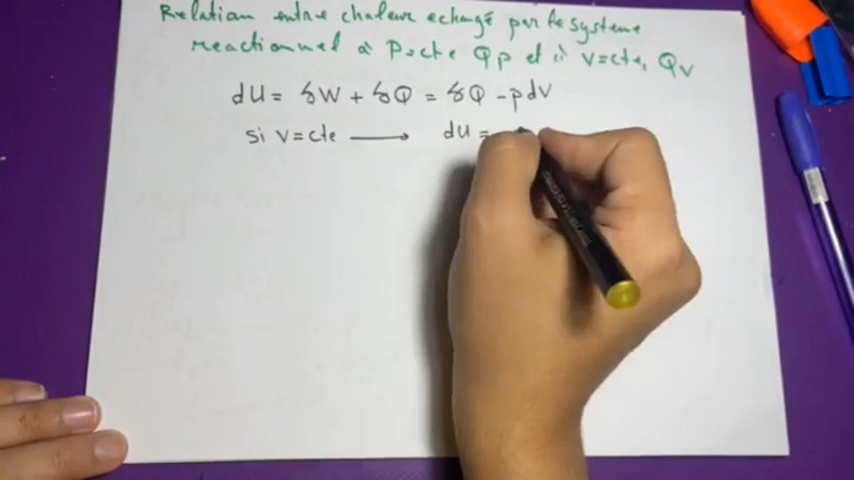 Relation entre chaleur echangé par le systeme
reactionnel à P=cte Qp et à V=cte, Qv
dU = δW + δQ = δQ - pdV
si V=cte → dU =